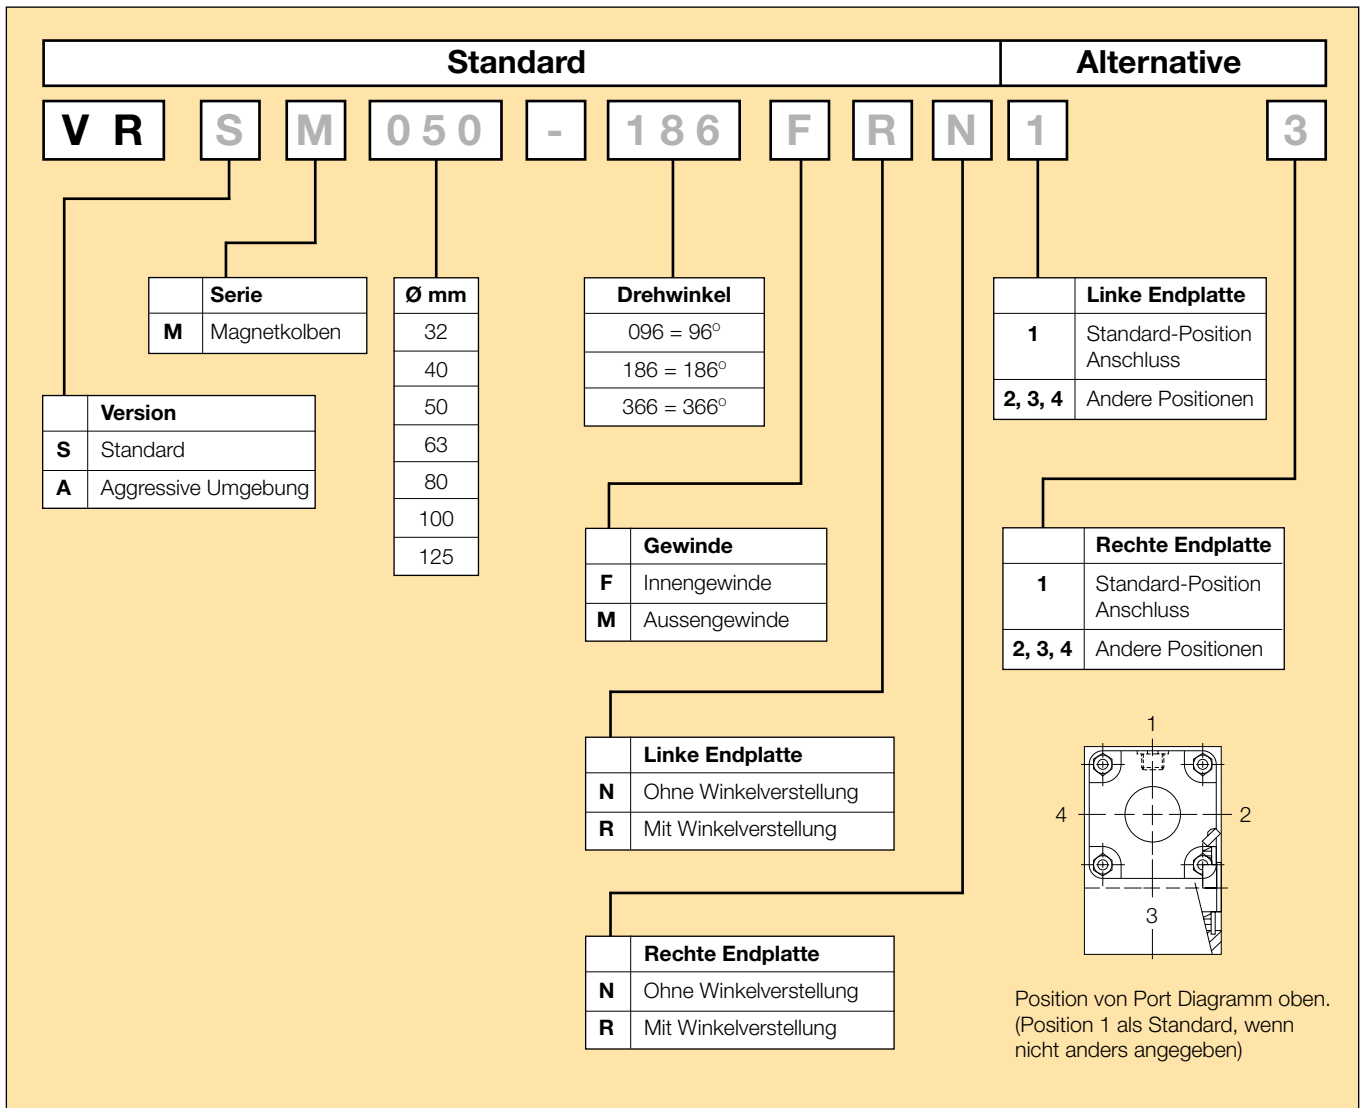 Standard Alternative
V R S M 0 5 0 - 1 8 6 F R N 1 3
Serie
M Magnetkolben
Version
S Standard
A Aggressive Umgebung
Ø mm
32
40
50
63
80
100
125
Drehwinkel
096 = 96°
186 = 186°
366 = 366°
Gewinde
F Innengewinde
M Aussengewinde
Linke Endplatte
N Ohne Winkelverstellung
R Mit Winkelverstellung
Rechte Endplatte
N Ohne Winkelverstellung
R Mit Winkelverstellung
Linke Endplatte
1 Standard-Position
Anschluss
2, 3, 4 Andere Positionen
Rechte Endplatte
1 Standard-Position
Anschluss
2, 3, 4 Andere Positionen
1
4 2
3
Position von Port Diagramm oben.
(Position 1 als Standard, wenn
nicht anders angegeben)